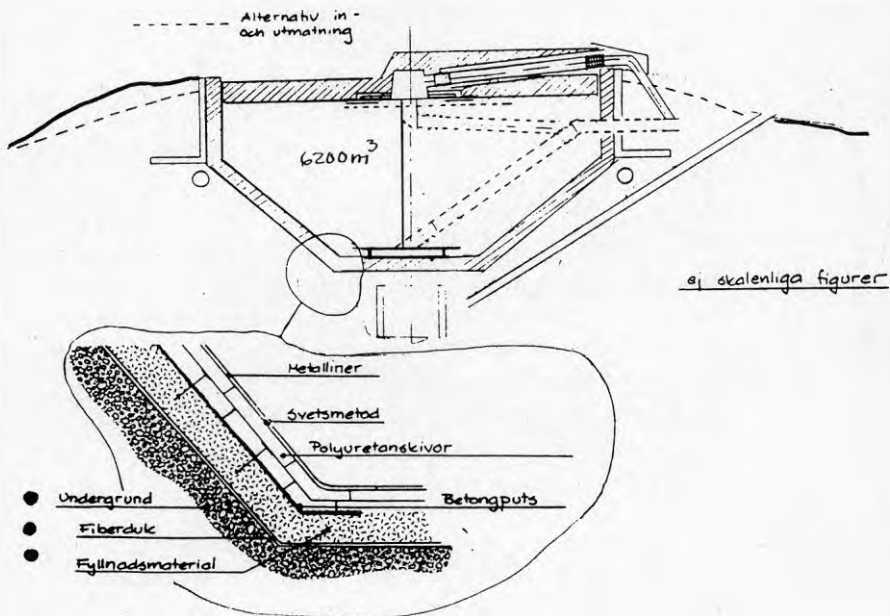 Alternativ in-
och utmatning
6200m³
ej skalenliga figurer
Metalliner
Svetsmetod
Polyuretanskivor
Undergrund
Betongputs
Fiberduk
Fyllnadsmaterial